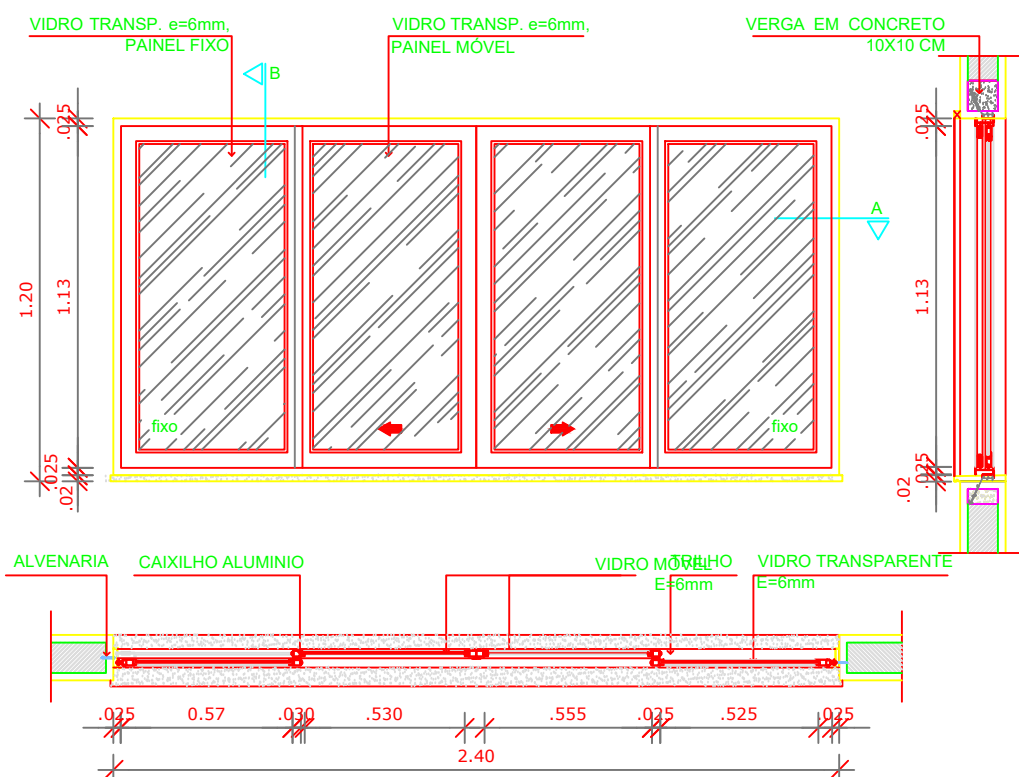 VIDRO TRANSP. e=6mm,
PAINEL FIXO
VIDRO TRANSP. e=6mm,
PAINEL MÓVEL
VERGA EM CONCRETO
10X10 CM
B
A
.025
1.20
1.13
.025
.02
fixo
fixo
x
.025
1.13
.025
.02
ALVENARIA
CAIXILHO ALUMINIO
VIDRO MÓVEL
E=6mm
TRILHO
VIDRO TRANSPARENTE
E=6mm
.025
0.57
.030
.530
.555
.025
.525
.025
2.40